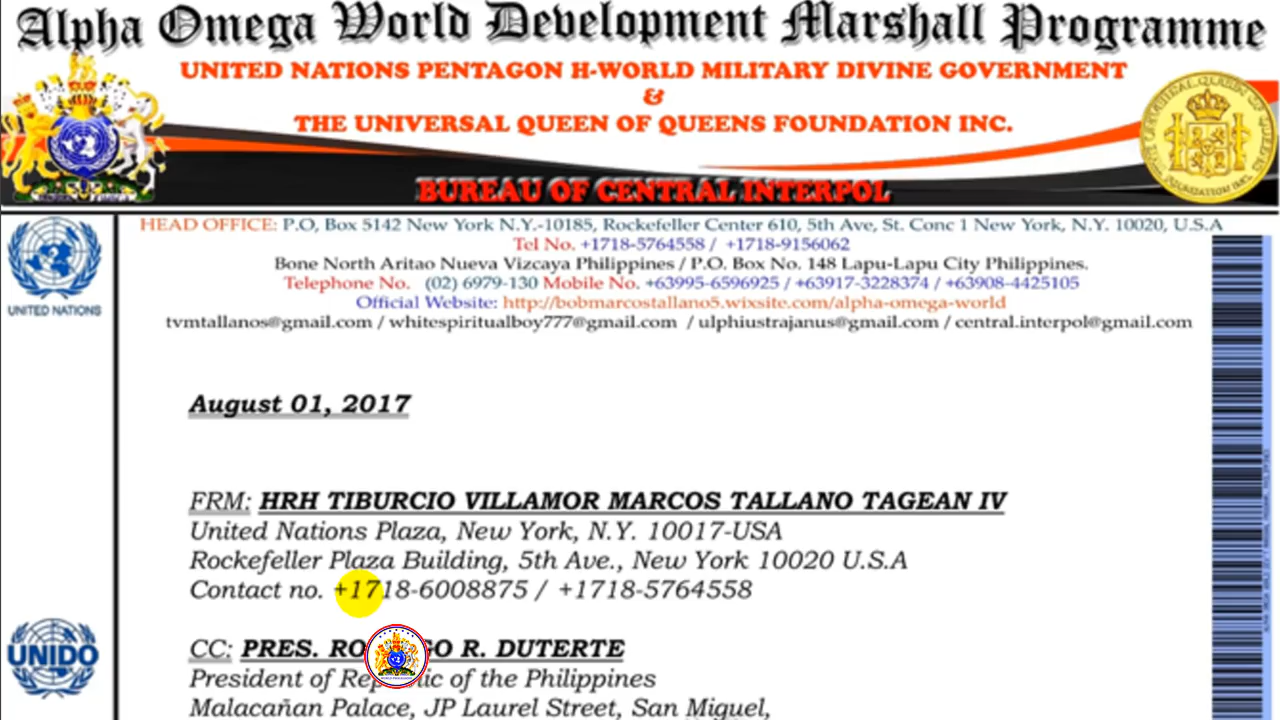 Alpha Omega World Development Marshall Programme
UNITED NATIONS PENTAGON H-WORLD MILITARY DIVINE GOVERNMENT
&
THE UNIVERSAL QUEEN OF QUEENS FOUNDATION INC.
BUREAU OF CENTRAL INTERPOL
HEAD OFFICE: P.O, Box 5142 New York N.Y.-10185, Rockefeller Center 610, 5th Ave, St. Conc 1 New York, N.Y. 10020, U.S.A
Tel No. +1718-5764558 / +1718-9156062
Bone North Aritao Nueva Vizcaya Philippines / P.O. Box No. 148 Lapu-Lapu City Philippines.
Telephone No. (02) 6979-130 Mobile No. +63995-6596925 / +63917-3228374 / +63908-4425105
Official Website: http://bobmarcostallano5.wixsite.com/alpha-omega-world
tvmtallanos@gmail.com / whitespiritualboy777@gmail.com / ulphiustrajanus@gmail.com / central.interpol@gmail.com
UNITED NATIONS
August 01, 2017
FRM: HRH TIBURCIO VILLAMOR MARCOS TALLANO TAGEAN IV
United Nations Plaza, New York, N.Y. 10017-USA
Rockefeller Plaza Building, 5th Ave., New York 10020 U.S.A
Contact no. +1718-6008875 / +1718-5764558
UNIDO
CC: PRES. R. DUTERTE
President of of the Philippines
Malacañan Palace, JP Laurel Street, San Miguel,